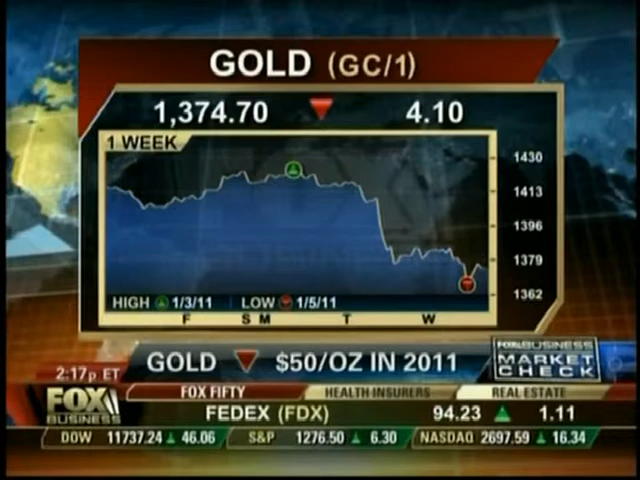 GOLD (GC/1)
1,374.70 4.10
1 WEEK
1430
1413
1396
1379
1362
HIGH 1/3/11 LOW 1/5/11
F S M T W
GOLD $50/OZ IN 2011
FOX BUSINESS
MARKET
CHECK
2:17p ET
FOX
BUSINESS
FOX FIFTY HEALTH INSURERS REAL ESTATE
FEDEX (FDX) 94.23 1.11
DOW 11737.24 46.06 S&P 1276.50 6.30 NASDAQ 2697.59 16.34